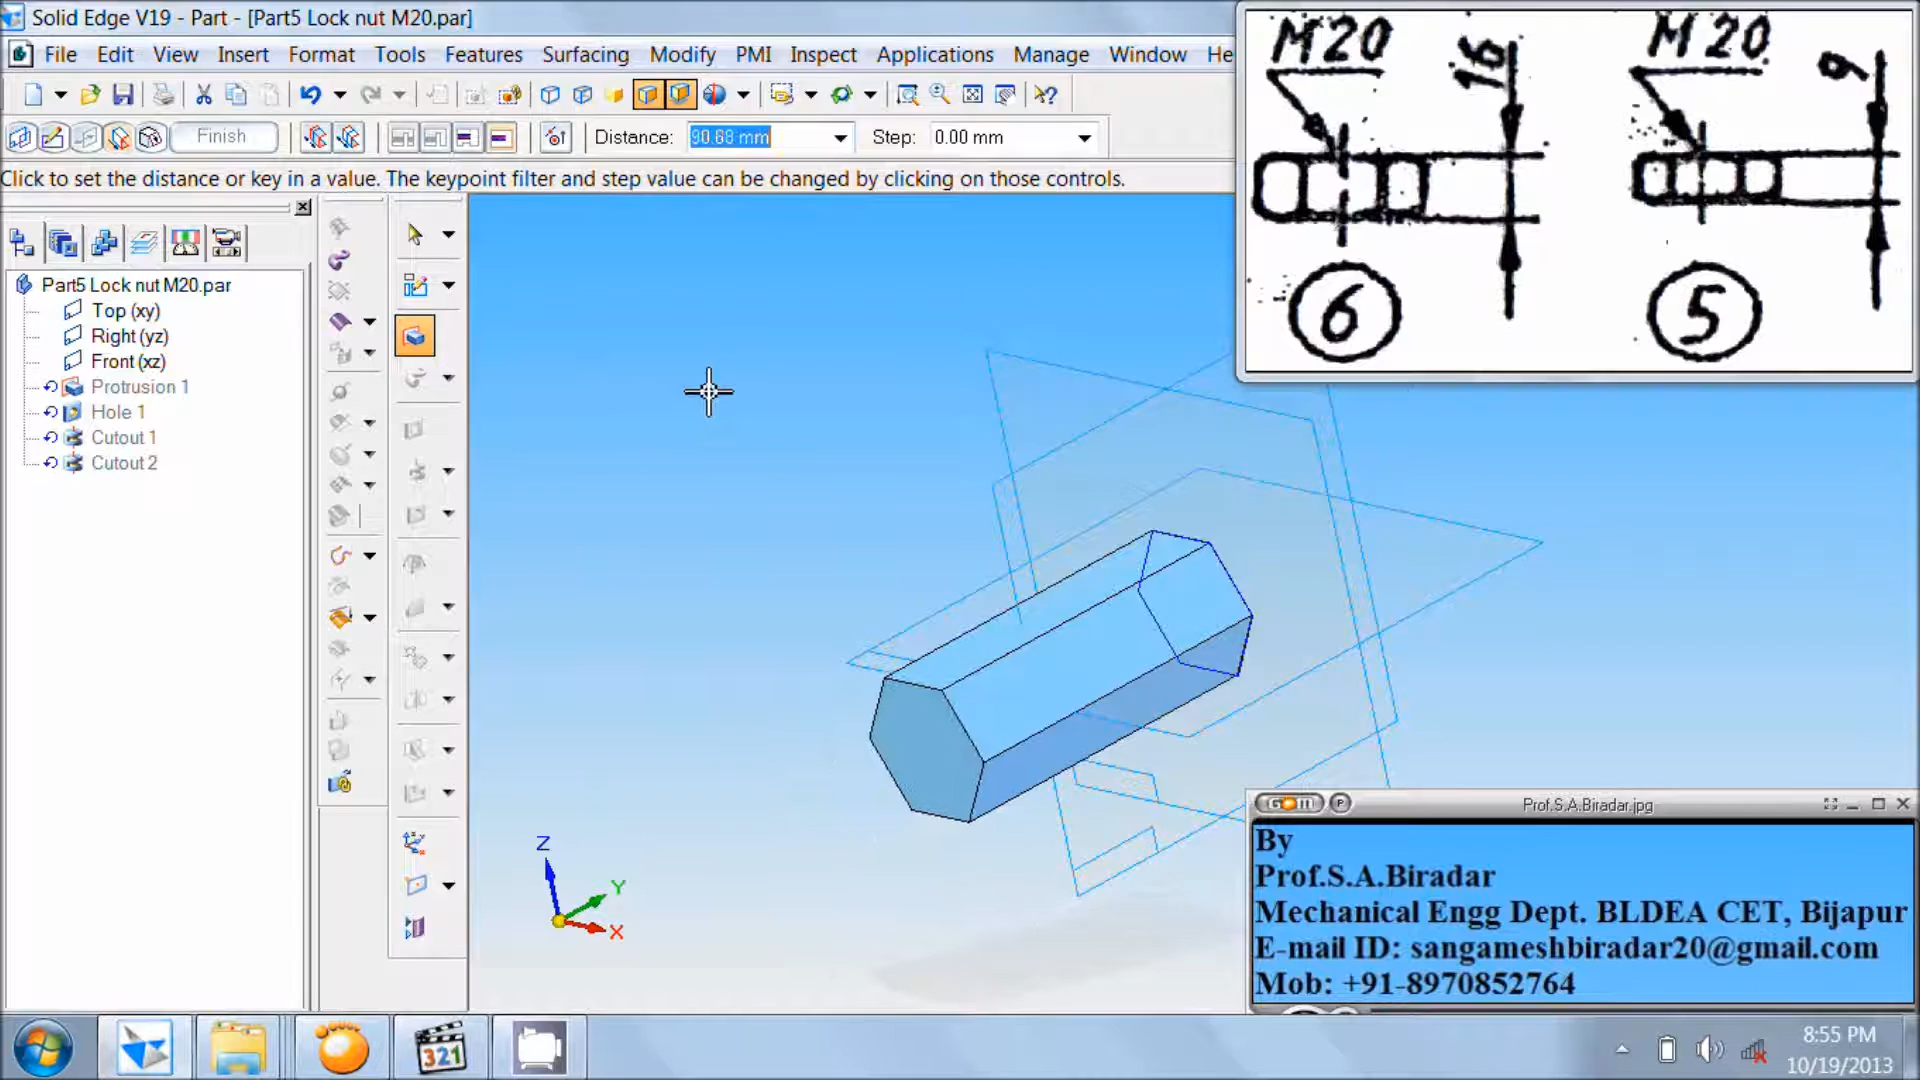 Solid Edge V19 - Part - [Part5 Lock nut M20.par]
File Edit View Insert Format Tools Features Surfacing Modify PMI Inspect Applications Manage Window He
Finish Distance: 90.68 mm Step: 0.00 mm
Click to set the distance or key in a value. The keypoint filter and step value can be changed by clicking on those controls.
Part5 Lock nut M20.par
Top (xy)
Right (yz)
Front (xz)
Protrusion 1
Hole 1
Cutout 1
Cutout 2
M20 16 M20 9
6 5
Z
Y
X
GOM P Prof.S.A.Biradar.jpg
By
Prof.S.A.Biradar
Mechanical Engg Dept. BLDEA CET, Bijapur
E-mail ID: sangameshbiradar20@gmail.com
Mob: +91-8970852764
321
8:55 PM
10/19/2013